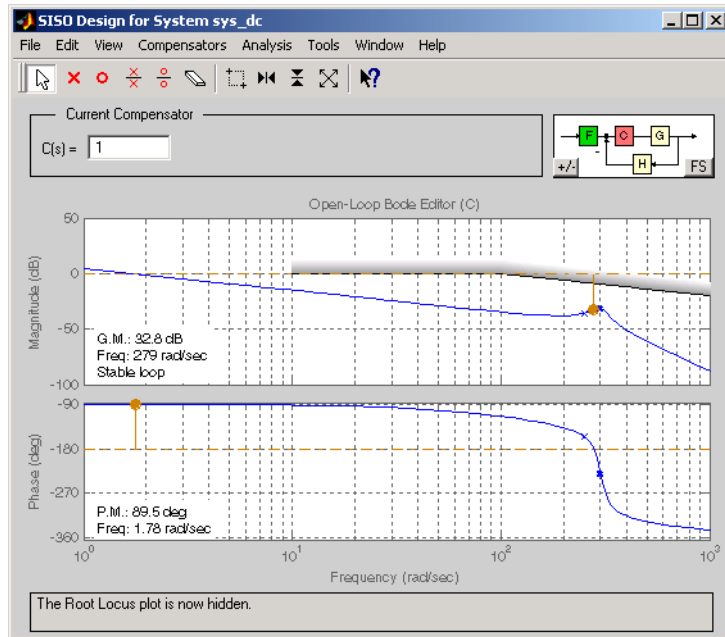 SISO Design for System sys_dc
File Edit View Compensators Analysis Tools Window Help
Current Compensator
C(s) = 1
F C G
H
+/- FS
Open-Loop Bode Editor (C)
50
0
-50
-100
Magnitude (dB)
G.M.: 32.8 dB
Freq: 279 rad/sec
Stable loop
-90
-180
-270
-360
Phase (deg)
P.M.: 89.5 deg
Freq: 1.78 rad/sec
10^0 10^1 10^2 10^3
Frequency (rad/sec)
The Root Locus plot is now hidden.